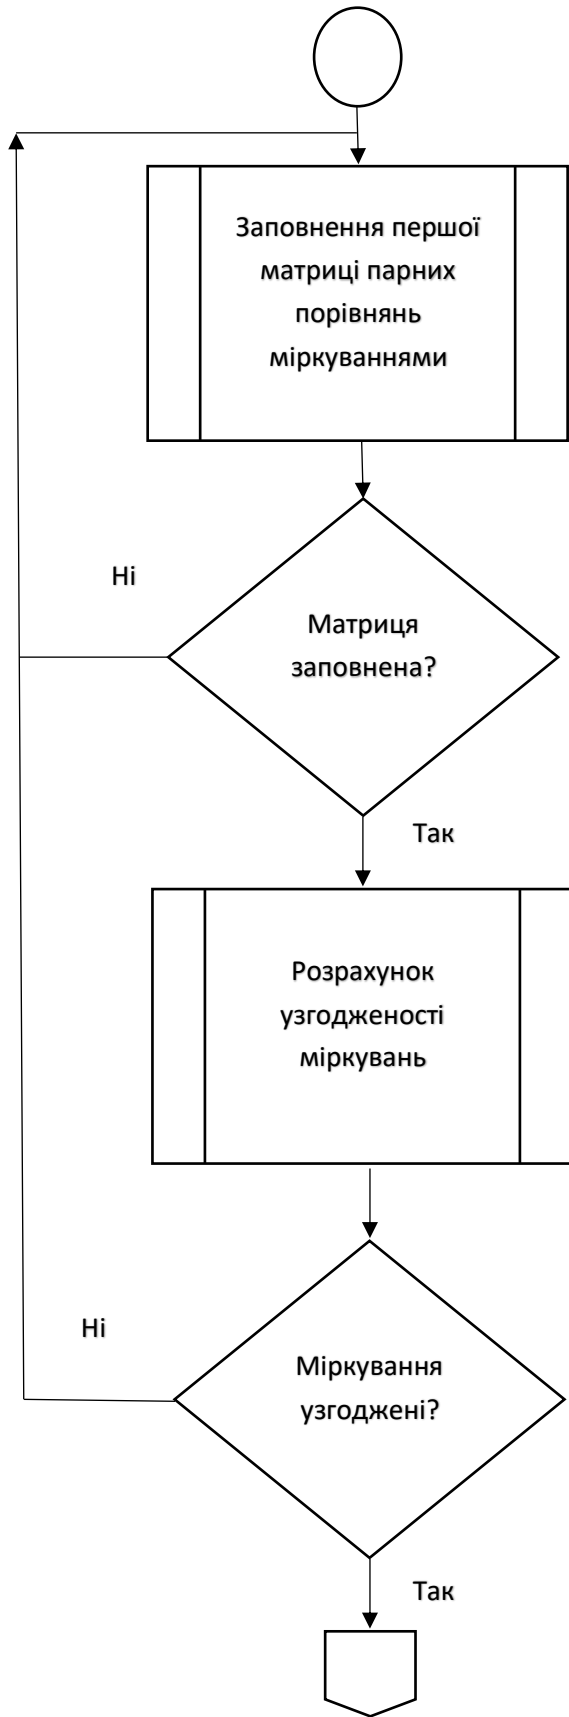 Заповнення першої
матриці парних
порівнянь
міркуваннями
Ні
Матриця
заповнена?
Так
Розрахунок
узгодженості
міркувань
Ні
Міркування
узгоджені?
Так